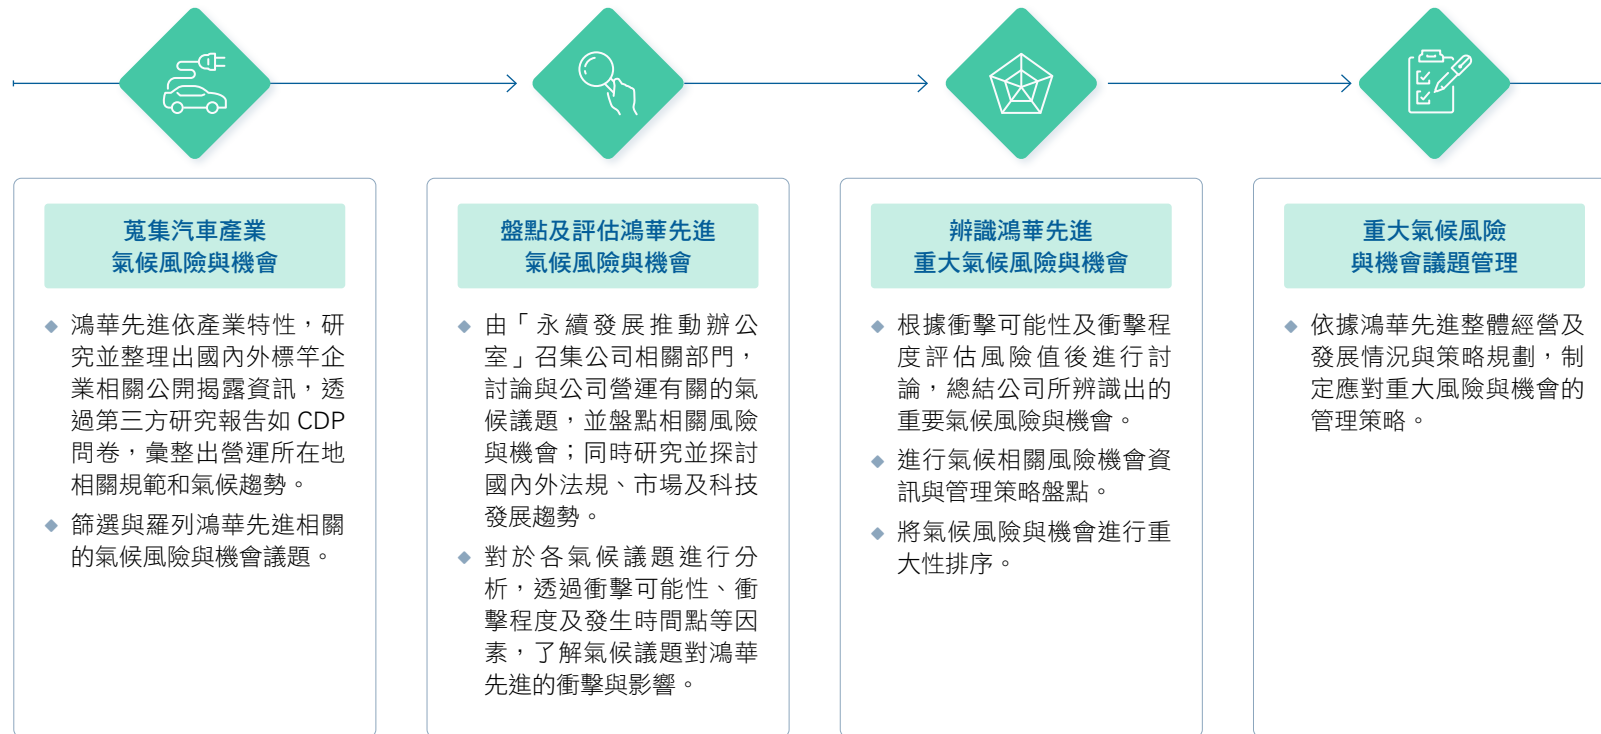 蒐集汽車產業
氣候風險與機會
◆ 鴻華先進依產業特性，研
究並整理出國內外標竿企
業相關公開揭露資訊，透
過第三方研究報告如 CDP
問卷，彙整出營運所在地
相關規範和氣候趨勢。
◆ 篩選與羅列鴻華先進相關
的氣候風險與機會議題。
盤點及評估鴻華先進
氣候風險與機會
◆ 由「永續發展推動辦公
室」召集公司相關部門，
討論與公司營運有關的氣
候議題，並盤點相關風險
與機會；同時研究並探討
國內外法規、市場及科技
發展趨勢。
◆ 對於各氣候議題進行分
析，透過衝擊可能性、衝
擊程度及發生時間點等因
素，了解氣候議題對鴻華
先進的衝擊與影響。
辨識鴻華先進
重大氣候風險與機會
◆ 根據衝擊可能性及衝擊程
度評估風險值後進行討
論，總結公司所辨識出的
重要氣候風險與機會。
◆ 進行氣候相關風險機會資
訊與管理策略盤點。
◆ 將氣候風險與機會進行重
大性排序。
重大氣候風險
與機會議題管理
◆ 依據鴻華先進整體經營及
發展情況與策略規劃，制
定應對重大風險與機會的
管理策略。